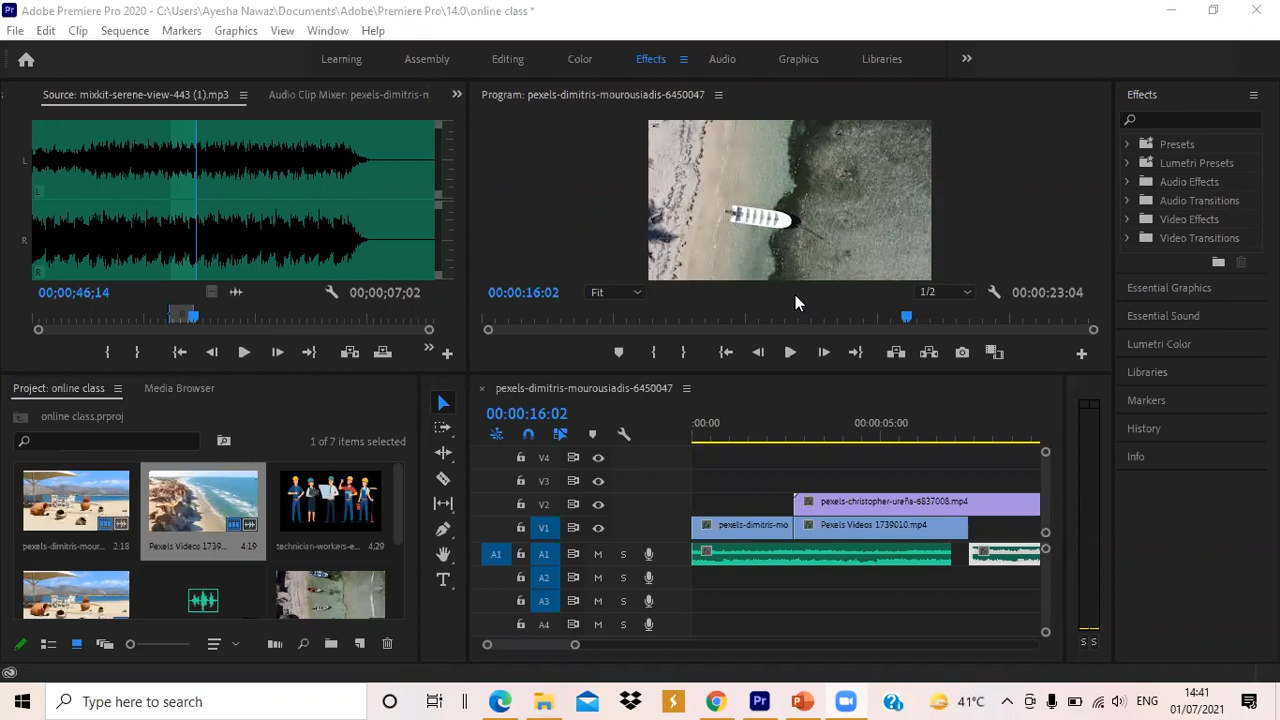 Adobe Premiere Pro 2020 - C:\Users\Ayesha Nawaz\Documents\Adobe\Premiere Pro\14.0\online class *
File Edit Clip Sequence Markers Graphics View Window Help
Learning Assembly Editing Color Effects Audio Graphics Libraries
Source: mixkit-serene-view-443 (1).mp3 Audio Clip Mixer: pexels-dimitris-m
Program: pexels-dimitris-mourousiadis-6450047
Effects
Presets
Lumetri Presets
Audio Effects
Audio Transitions
Video Effects
Video Transitions
L
L
R
R
00;00;46;14 00;00;07;02
00:00:16:02 Fit 1/2 00:00:23:04
Essential Graphics
Essential Sound
Lumetri Color
Libraries
Markers
History
Info
Project: online class Media Browser
online class.prproj
1 of 7 items selected
pexels-dimitris-mour... 2:18 Pexels Videos 1739... 4:19 technician-workers-e... 4;29
pexels-dimitris-mourousiadis-6450047
00:00:16:02
:00:00 00:00:05:00
V4
V3
V2 pexels-christopher-ureña-6837008.mp4
V1 pexels-dimitris-mo Pexels Videos 1739010.mp4
A1 A1
A2 M S
A3 M S
A4 M S
M S
S S
Type here to search
41°C ENG 14:41
01/07/2021